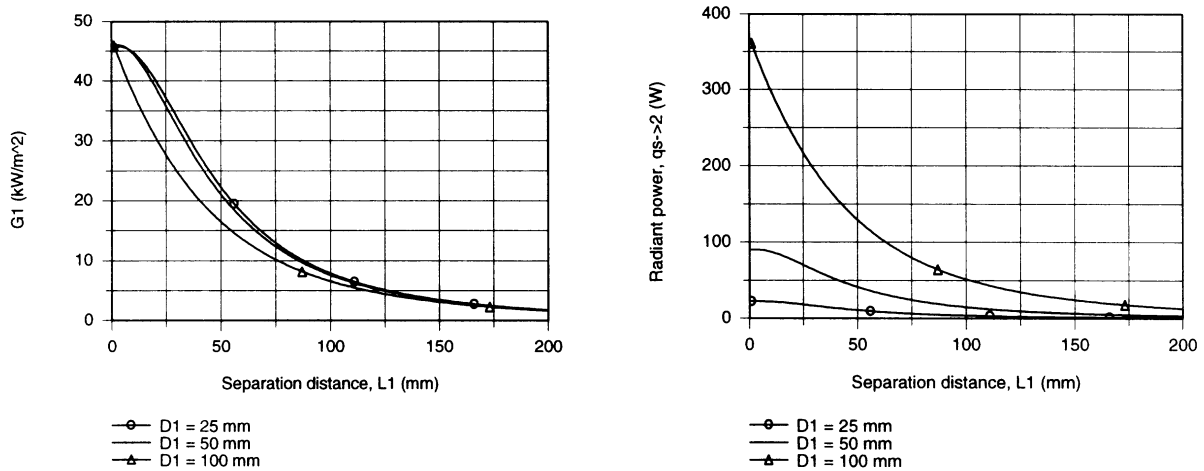 50
40
30
20
10
0
G1 (kW/m^2)
0 50 100 150 200
Separation distance, L1 (mm)
D1 = 25 mm
D1 = 50 mm
D1 = 100 mm
400
300
200
100
0
Radiant power, qs->2 (W)
0 50 100 150 200
Separation distance, L1 (mm)
D1 = 25 mm
D1 = 50 mm
D1 = 100 mm